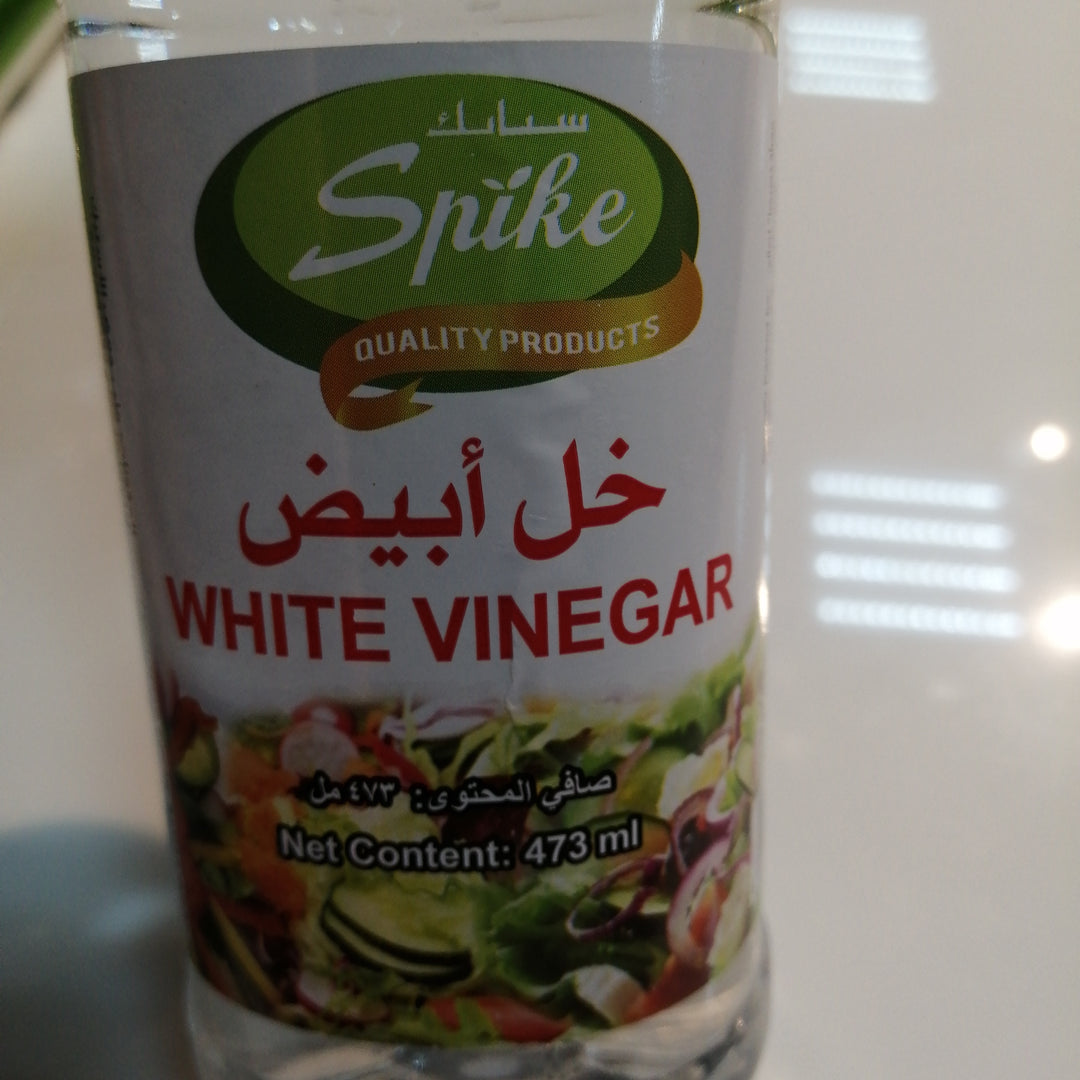 سبايك
Spike
QUALITY PRODUCTS
خل أبيض
WHITE VINEGAR
صافي المحتوى: ٤٧٣ مل
Net Content: 473 ml